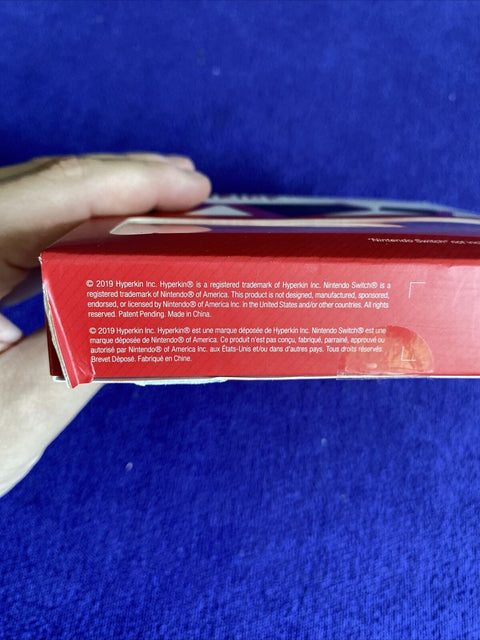 "Nintendo Switch" not
© 2019 Hyperkin Inc. Hyperkin® is a registered trademark of Hyperkin Inc. Nintendo Switch® is a
registered trademark of Nintendo® of America. This product is not designed, manufactured, sponsored,
endorsed, or licensed by Nintendo® of America Inc. in the United States and/or other countries. All rights
reserved. Patent Pending. Made in China.
© 2019 Hyperkin Inc. Hyperkin® est une marque déposée de Hyperkin Inc. Nintendo Switch® est une
marque déposée de Nintendo® of America. Ce produit n'est pas conçu, fabriqué, parrainé, approuvé ou
autorisé par Nintendo® of America Inc. aux États-Unis et/ou dans d'autres pays. Tous droits réservés.
Brevet Déposé. Fabriqué en China.